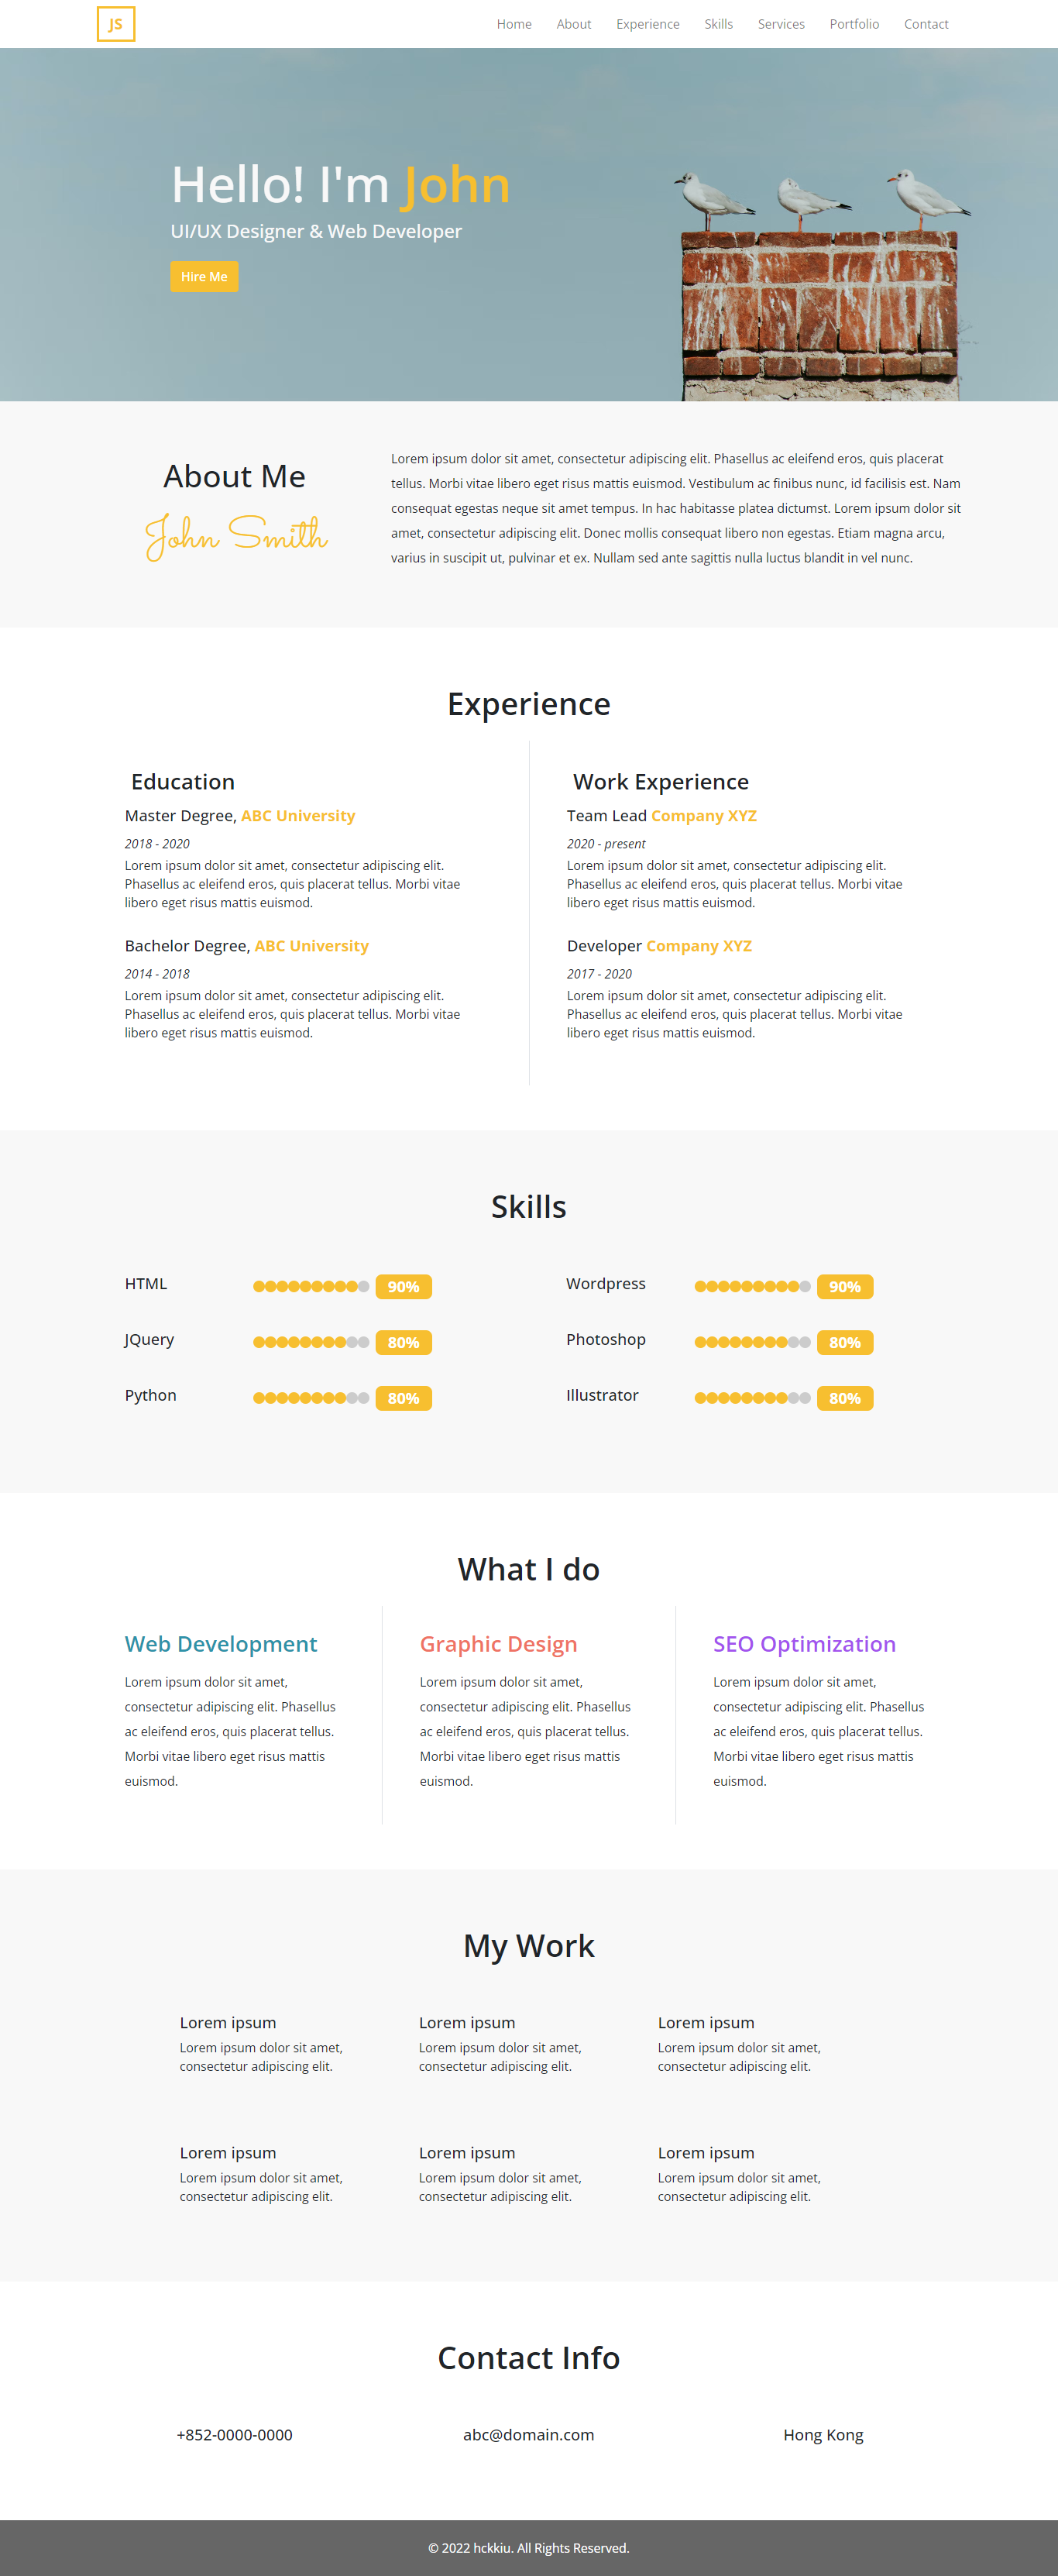 JS
Home About Experience Skills Services Portfolio Contact
Hello! I'm John
UI/UX Designer & Web Developer
Hire Me
About Me
John Smith
Lorem ipsum dolor sit amet, consectetur adipiscing elit. Phasellus ac eleifend eros, quis placerat
tellus. Morbi vitae libero eget risus mattis euismod. Vestibulum ac finibus nunc, id facilisis est. Nam
consequat egestas neque sit amet tempus. In hac habitasse platea dictumst. Lorem ipsum dolor sit
amet, consectetur adipiscing elit. Donec mollis consequat libero non egestas. Etiam magna arcu,
varius in suscipit ut, pulvinar et ex. Nullam sed ante sagittis nulla luctus blandit in vel nunc.
Experience
Education
Master Degree, ABC University
2018 - 2020
Lorem ipsum dolor sit amet, consectetur adipiscing elit.
Phasellus ac eleifend eros, quis placerat tellus. Morbi vitae
libero eget risus mattis euismod.
Bachelor Degree, ABC University
2014 - 2018
Lorem ipsum dolor sit amet, consectetur adipiscing elit.
Phasellus ac eleifend eros, quis placerat tellus. Morbi vitae
libero eget risus mattis euismod.
Work Experience
Team Lead Company XYZ
2020 - present
Lorem ipsum dolor sit amet, consectetur adipiscing elit.
Phasellus ac eleifend eros, quis placerat tellus. Morbi vitae
libero eget risus mattis euismod.
Developer Company XYZ
2017 - 2020
Lorem ipsum dolor sit amet, consectetur adipiscing elit.
Phasellus ac eleifend eros, quis placerat tellus. Morbi vitae
libero eget risus mattis euismod.
Skills
HTML 90%
JQuery 80%
Python 80%
Wordpress 90%
Photoshop 80%
Illustrator 80%
What I do
Web Development
Lorem ipsum dolor sit amet,
consectetur adipiscing elit. Phasellus
ac eleifend eros, quis placerat tellus.
Morbi vitae libero eget risus mattis
euismod.
Graphic Design
Lorem ipsum dolor sit amet,
consectetur adipiscing elit. Phasellus
ac eleifend eros, quis placerat tellus.
Morbi vitae libero eget risus mattis
euismod.
SEO Optimization
Lorem ipsum dolor sit amet,
consectetur adipiscing elit. Phasellus
ac eleifend eros, quis placerat tellus.
Morbi vitae libero eget risus mattis
euismod.
My Work
Lorem ipsum
Lorem ipsum dolor sit amet,
consectetur adipiscing elit.
Lorem ipsum
Lorem ipsum dolor sit amet,
consectetur adipiscing elit.
Lorem ipsum
Lorem ipsum dolor sit amet,
consectetur adipiscing elit.
Lorem ipsum
Lorem ipsum dolor sit amet,
consectetur adipiscing elit.
Lorem ipsum
Lorem ipsum dolor sit amet,
consectetur adipiscing elit.
Lorem ipsum
Lorem ipsum dolor sit amet,
consectetur adipiscing elit.
Contact Info
+852-0000-0000
abc@domain.com
Hong Kong
© 2022 hckkiu. All Rights Reserved.